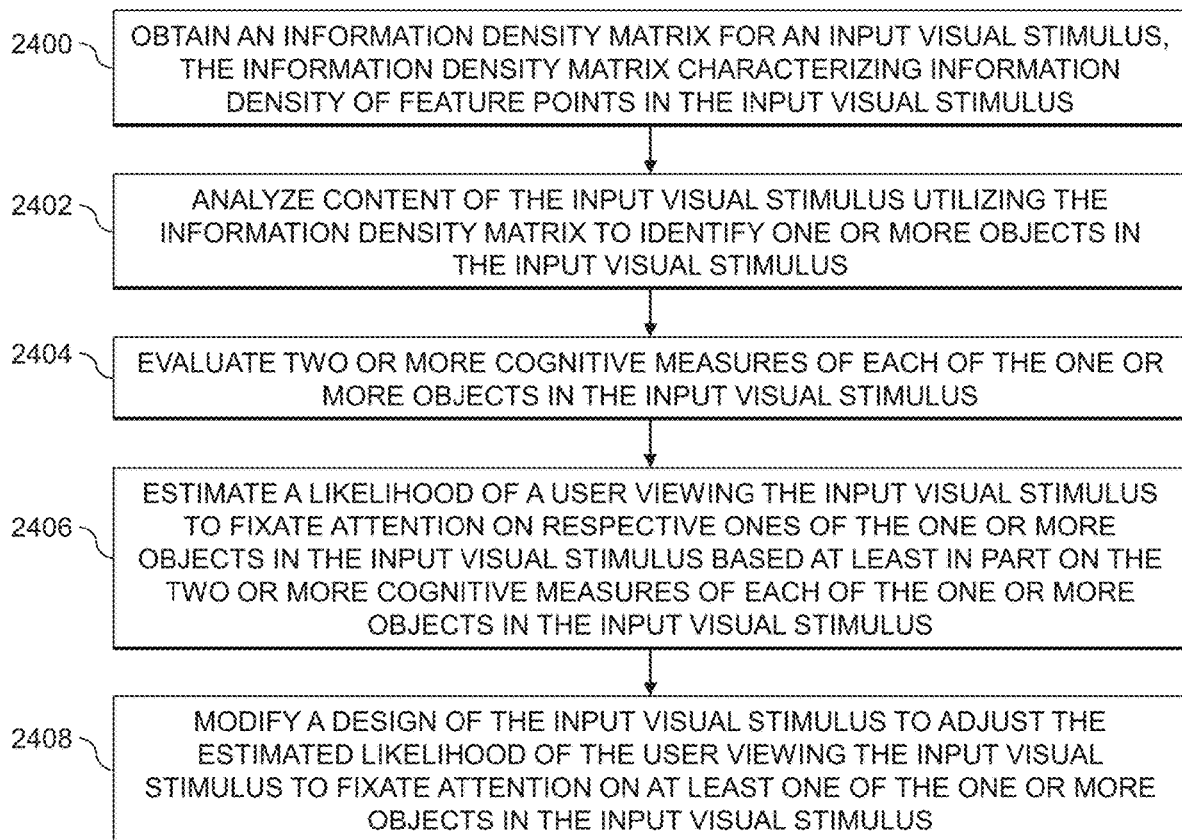 2400
OBTAIN AN INFORMATION DENSITY MATRIX FOR AN INPUT VISUAL STIMULUS,
THE INFORMATION DENSITY MATRIX CHARACTERIZING INFORMATION
DENSITY OF FEATURE POINTS IN THE INPUT VISUAL STIMULUS
2402
ANALYZE CONTENT OF THE INPUT VISUAL STIMULUS UTILIZING THE
INFORMATION DENSITY MATRIX TO IDENTIFY ONE OR MORE OBJECTS IN
THE INPUT VISUAL STIMULUS
2404
EVALUATE TWO OR MORE COGNITIVE MEASURES OF EACH OF THE ONE OR
MORE OBJECTS IN THE INPUT VISUAL STIMULUS
2406
ESTIMATE A LIKELIHOOD OF A USER VIEWING THE INPUT VISUAL STIMULUS
TO FIXATE ATTENTION ON RESPECTIVE ONES OF THE ONE OR MORE
OBJECTS IN THE INPUT VISUAL STIMULUS BASED AT LEAST IN PART ON THE
TWO OR MORE COGNITIVE MEASURES OF EACH OF THE ONE OR MORE
OBJECTS IN THE INPUT VISUAL STIMULUS
2408
MODIFY A DESIGN OF THE INPUT VISUAL STIMULUS TO ADJUST THE
ESTIMATED LIKELIHOOD OF THE USER VIEWING THE INPUT VISUAL
STIMULUS TO FIXATE ATTENTION ON AT LEAST ONE OF THE ONE OR MORE
OBJECTS IN THE INPUT VISUAL STIMULUS